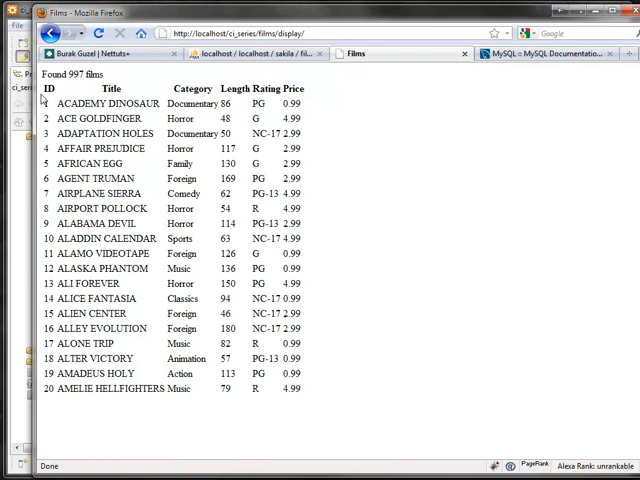 Films - Mozilla Firefox
http://localhost/ci_series/films/display/
Google
Burak Guzel | Nettuts+
localhost / localhost / sakila / fil...
Films
MySQL :: MySQL Documentatio...
Found 997 films
ID Title Category Length Rating Price
1 ACADEMY DINOSAUR Documentary 86 PG 0.99
2 ACE GOLDFINGER Horror 48 G 4.99
3 ADAPTATION HOLES Documentary 50 NC-17 2.99
4 AFFAIR PREJUDICE Horror 117 G 2.99
5 AFRICAN EGG Family 130 G 2.99
6 AGENT TRUMAN Foreign 169 PG 2.99
7 AIRPLANE SIERRA Comedy 62 PG-13 4.99
8 AIRPORT POLLOCK Horror 54 R 4.99
9 ALABAMA DEVIL Horror 114 PG-13 2.99
10 ALADDIN CALENDAR Sports 63 NC-17 4.99
11 ALAMO VIDEOTAPE Foreign 126 G 0.99
12 ALASKA PHANTOM Music 136 PG 0.99
13 ALI FOREVER Horror 150 PG 4.99
14 ALICE FANTASIA Classics 94 NC-17 0.99
15 ALIEN CENTER Foreign 46 NC-17 2.99
16 ALLEY EVOLUTION Foreign 180 NC-17 2.99
17 ALONE TRIP Music 82 R 0.99
18 ALTER VICTORY Animation 57 PG-13 0.99
19 AMADEUS HOLY Action 113 PG 0.99
20 AMELIE HELLFIGHTERS Music 79 R 4.99
Done
PageRank
Alexa Rank: unrankable